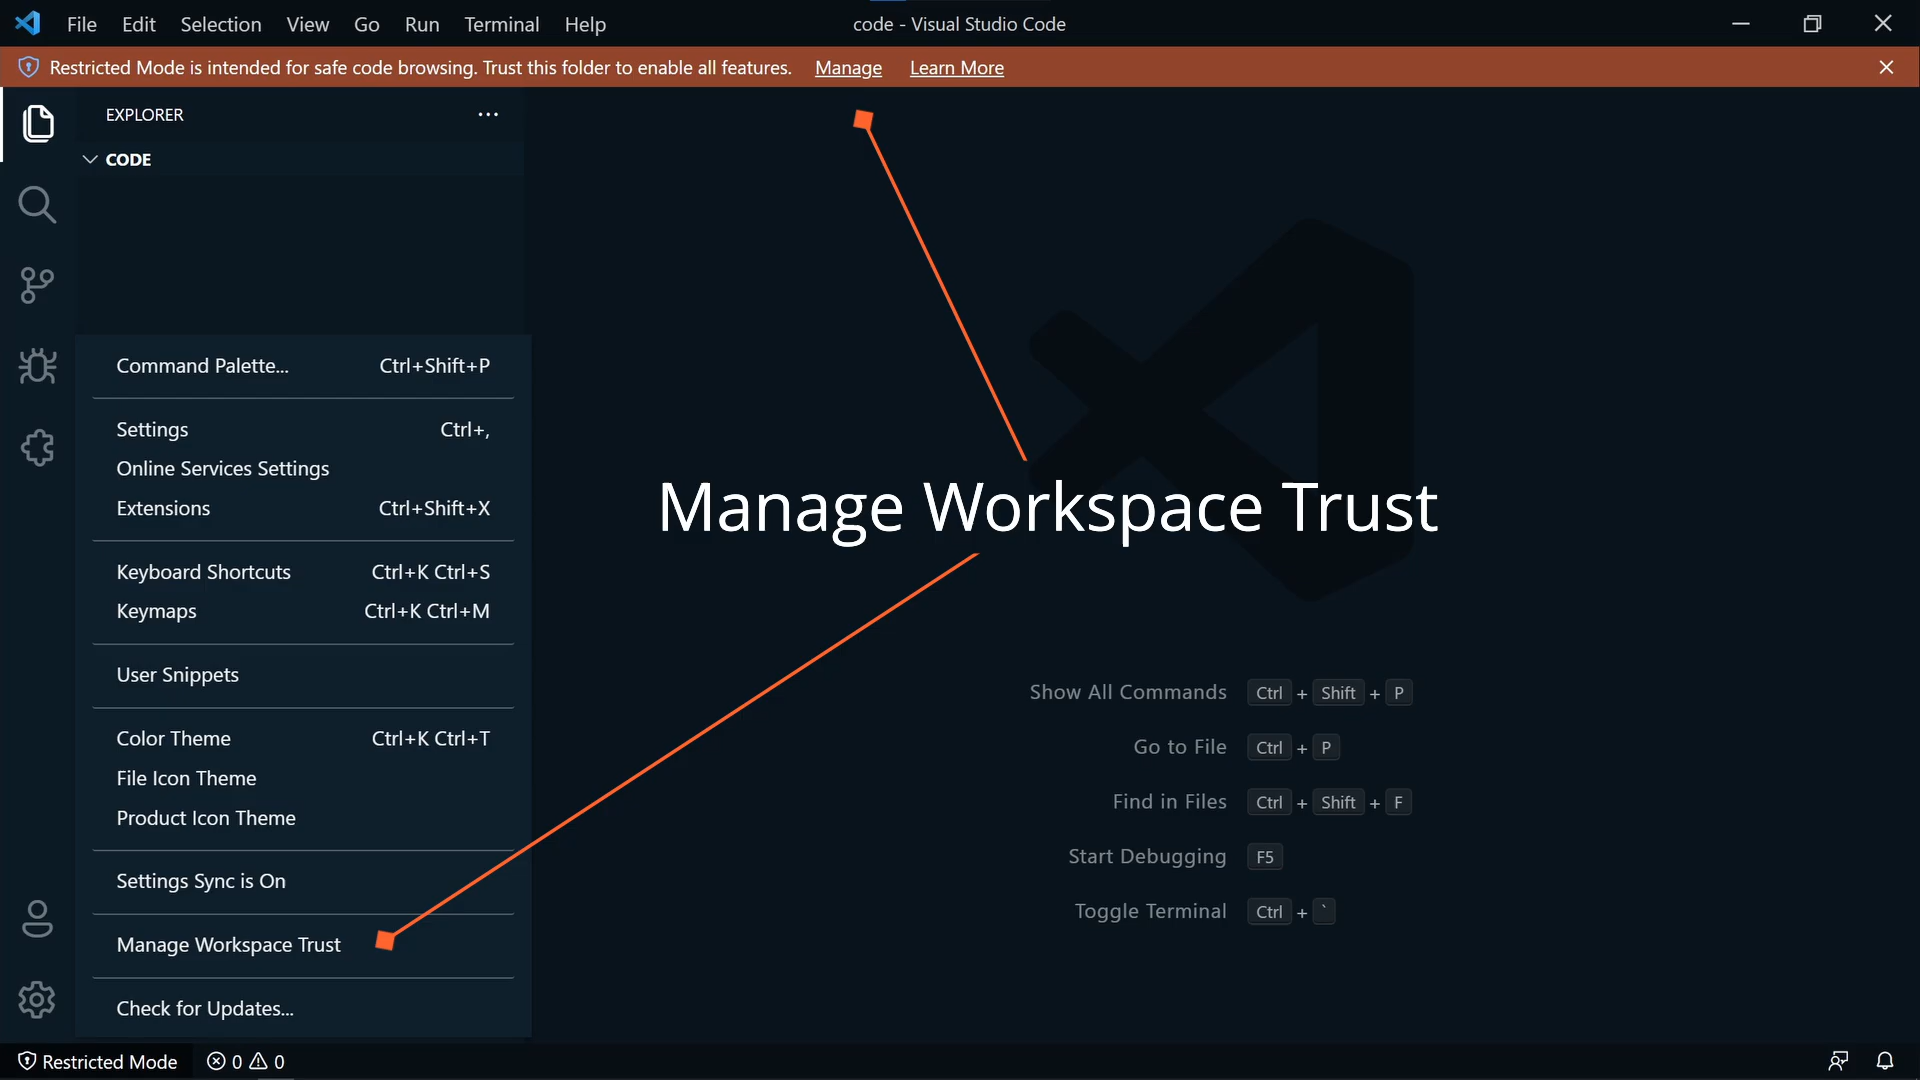 File Edit Selection View Go Run Terminal Help
code - Visual Studio Code
Restricted Mode is intended for safe code browsing. Trust this folder to enable all features. Manage Learn More
EXPLORER
CODE
Command Palette... Ctrl+Shift+P
Settings Ctrl+,
Online Services Settings
Extensions Ctrl+Shift+X
Keyboard Shortcuts Ctrl+K Ctrl+S
Keymaps Ctrl+K Ctrl+M
User Snippets
Color Theme Ctrl+K Ctrl+T
File Icon Theme
Product Icon Theme
Settings Sync is On
Manage Workspace Trust
Check for Updates...
Manage Workspace Trust
Show All Commands Ctrl + Shift + P
Go to File Ctrl + P
Find in Files Ctrl + Shift + F
Start Debugging F5
Toggle Terminal Ctrl + `
Restricted Mode 0 0